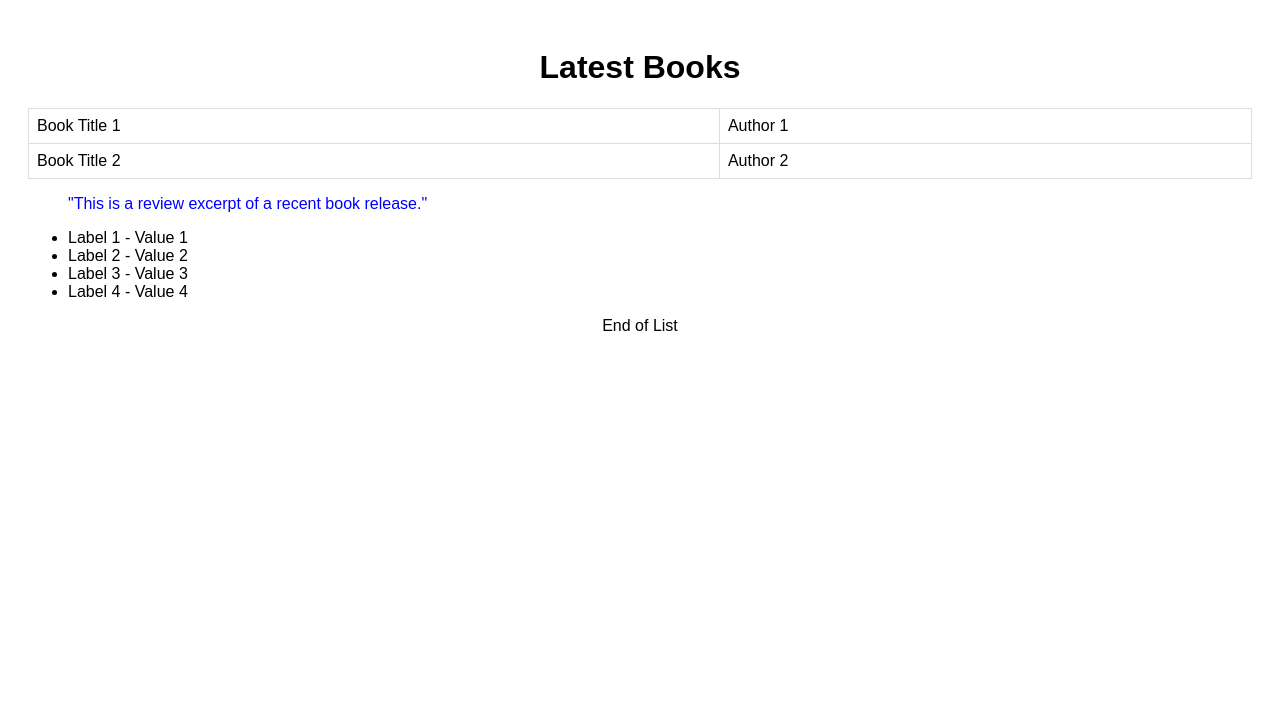 Latest Books
Book Title 1 Author 1
Book Title 2 Author 2
"This is a review excerpt of a recent book release."
Label 1 - Value 1
Label 2 - Value 2
Label 3 - Value 3
Label 4 - Value 4
End of List